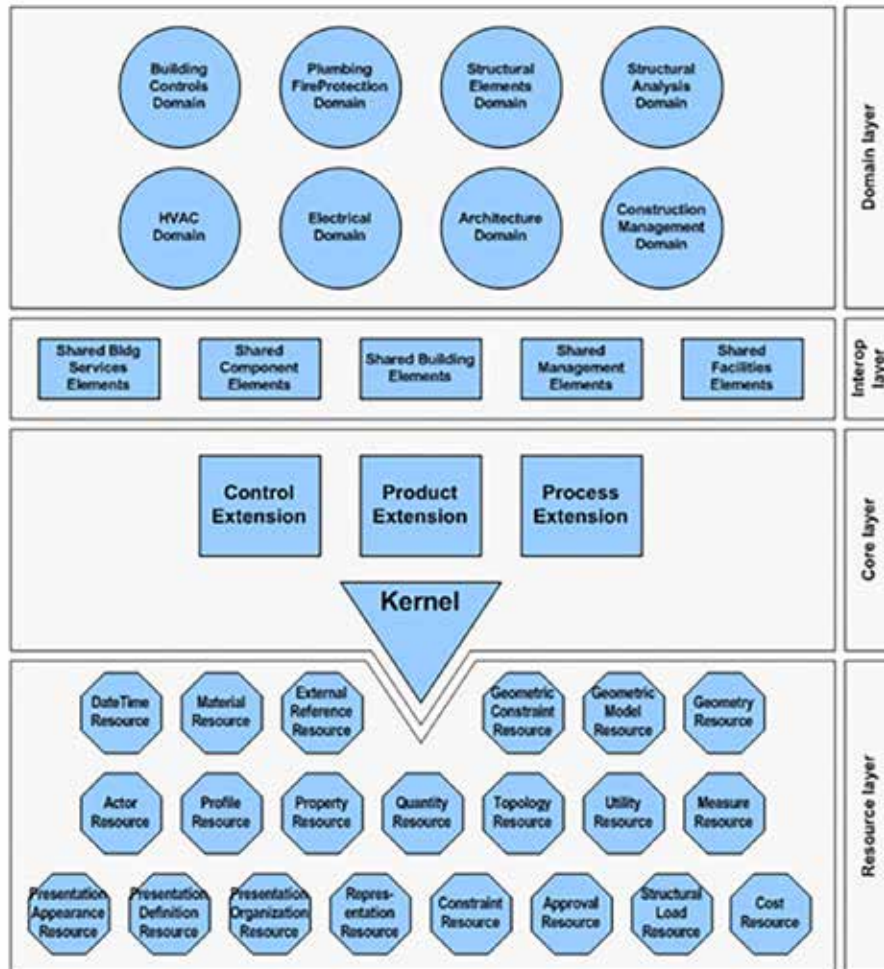 Building
Controls
Domain
Plumbing
FireProtection
Domain
Structural
Elements
Domain
Structural
Analysis
Domain
HVAC
Domain
Electrical
Domain
Architecture
Domain
Construction
Management
Domain
Domain layer
Shared Bldg
Services
Elements
Shared
Component
Elements
Shared Building
Elements
Shared
Management
Elements
Shared
Facilities
Elements
Interop
layer
Control
Extension
Product
Extension
Process
Extension
Kernel
Core layer
DateTime
Resource
Material
Resource
External
Reference
Resource
Geometric
Constraint
Resource
Geometric
Model
Resource
Geometry
Resource
Actor
Resource
Profile
Resource
Property
Resource
Quantity
Resource
Topology
Resource
Utility
Resource
Measure
Resource
Presentation
Appearance
Resource
Presentation
Definition
Resource
Presentation
Organization
Resource
Repres-
entation
Resource
Constraint
Resource
Approval
Resource
Structural
Load
Resource
Cost
Resource
Resource layer